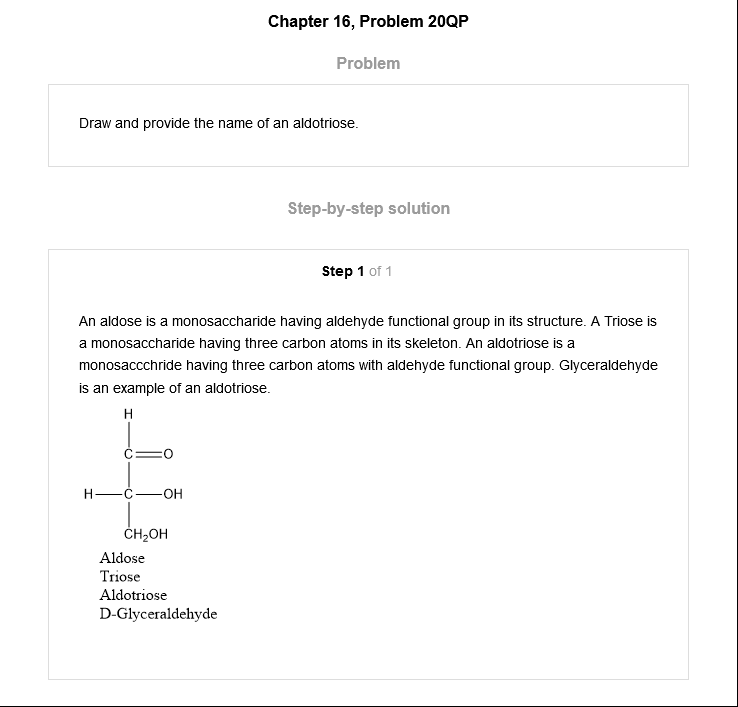 Chapter 16, Problem 20QP
Problem
Draw and provide the name of an aldotriose.
Step-by-step solution
Step 1 of 1
An aldose is a monosaccharide having aldehyde functional group in its structure. A Triose is
a monosaccharide having three carbon atoms in its skeleton. An aldotriose is a
monosaccchride having three carbon atoms with aldehyde functional group. Glyceraldehyde
is an example of an aldotriose.
H
C=O
H—C—OH
CH₂OH
Aldose
Triose
Aldotriose
D-Glyceraldehyde